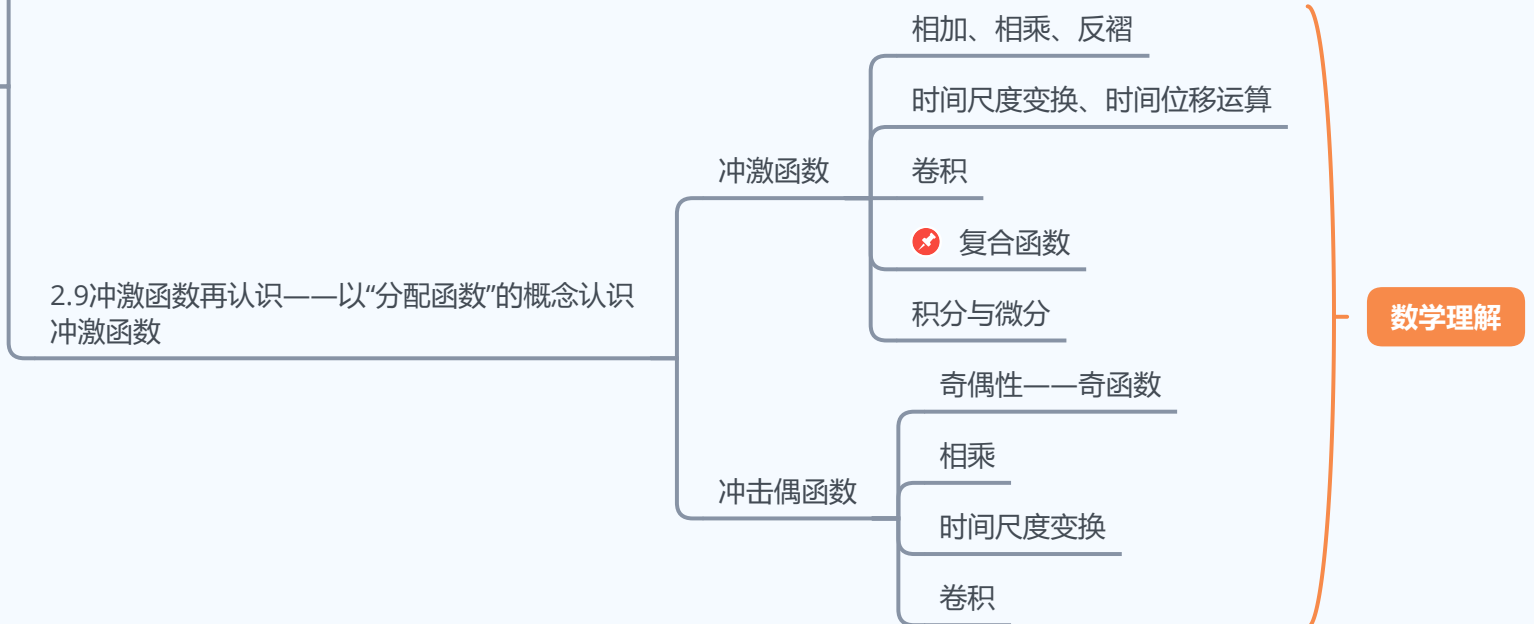 相加、相乘、反褶
时间尺度变换、时间位移运算
冲激函数
卷积
复合函数
2.9冲激函数再认识——以“分配函数”的概念认识
冲激函数
积分与微分
数学理解
奇偶性——奇函数
相乘
冲击偶函数
时间尺度变换
卷积